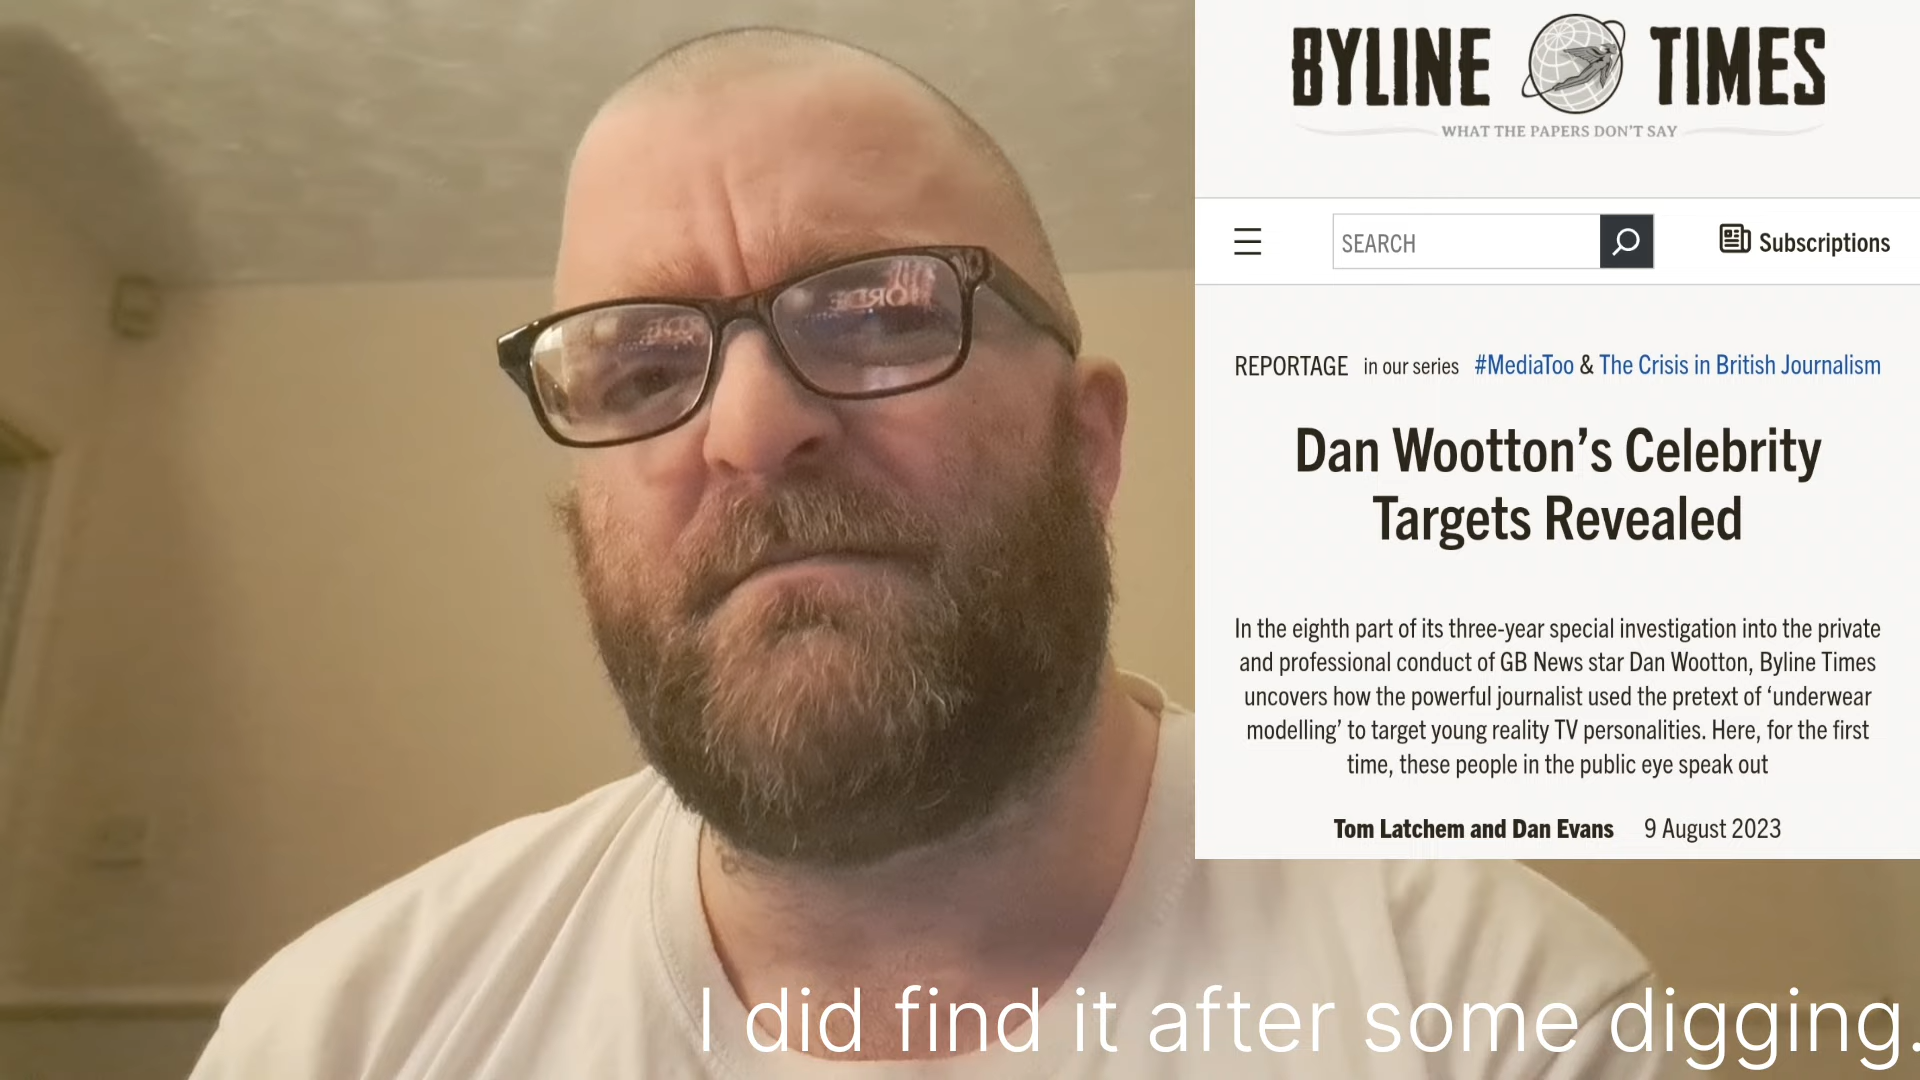 BYLINE TIMES
WHAT THE PAPERS DON'T SAY
SEARCH
Subscriptions
REPORTAGE in our series #MediaToo & The Crisis in British Journalism
Dan Wootton’s Celebrity
Targets Revealed
In the eighth part of its three-year special investigation into the private
and professional conduct of GB News star Dan Wootton, Byline Times
uncovers how the powerful journalist used the pretext of ‘underwear
modelling’ to target young reality TV personalities. Here, for the first
time, these people in the public eye speak out
Tom Latchem and Dan Evans 9 August 2023
I did find it after some digging.